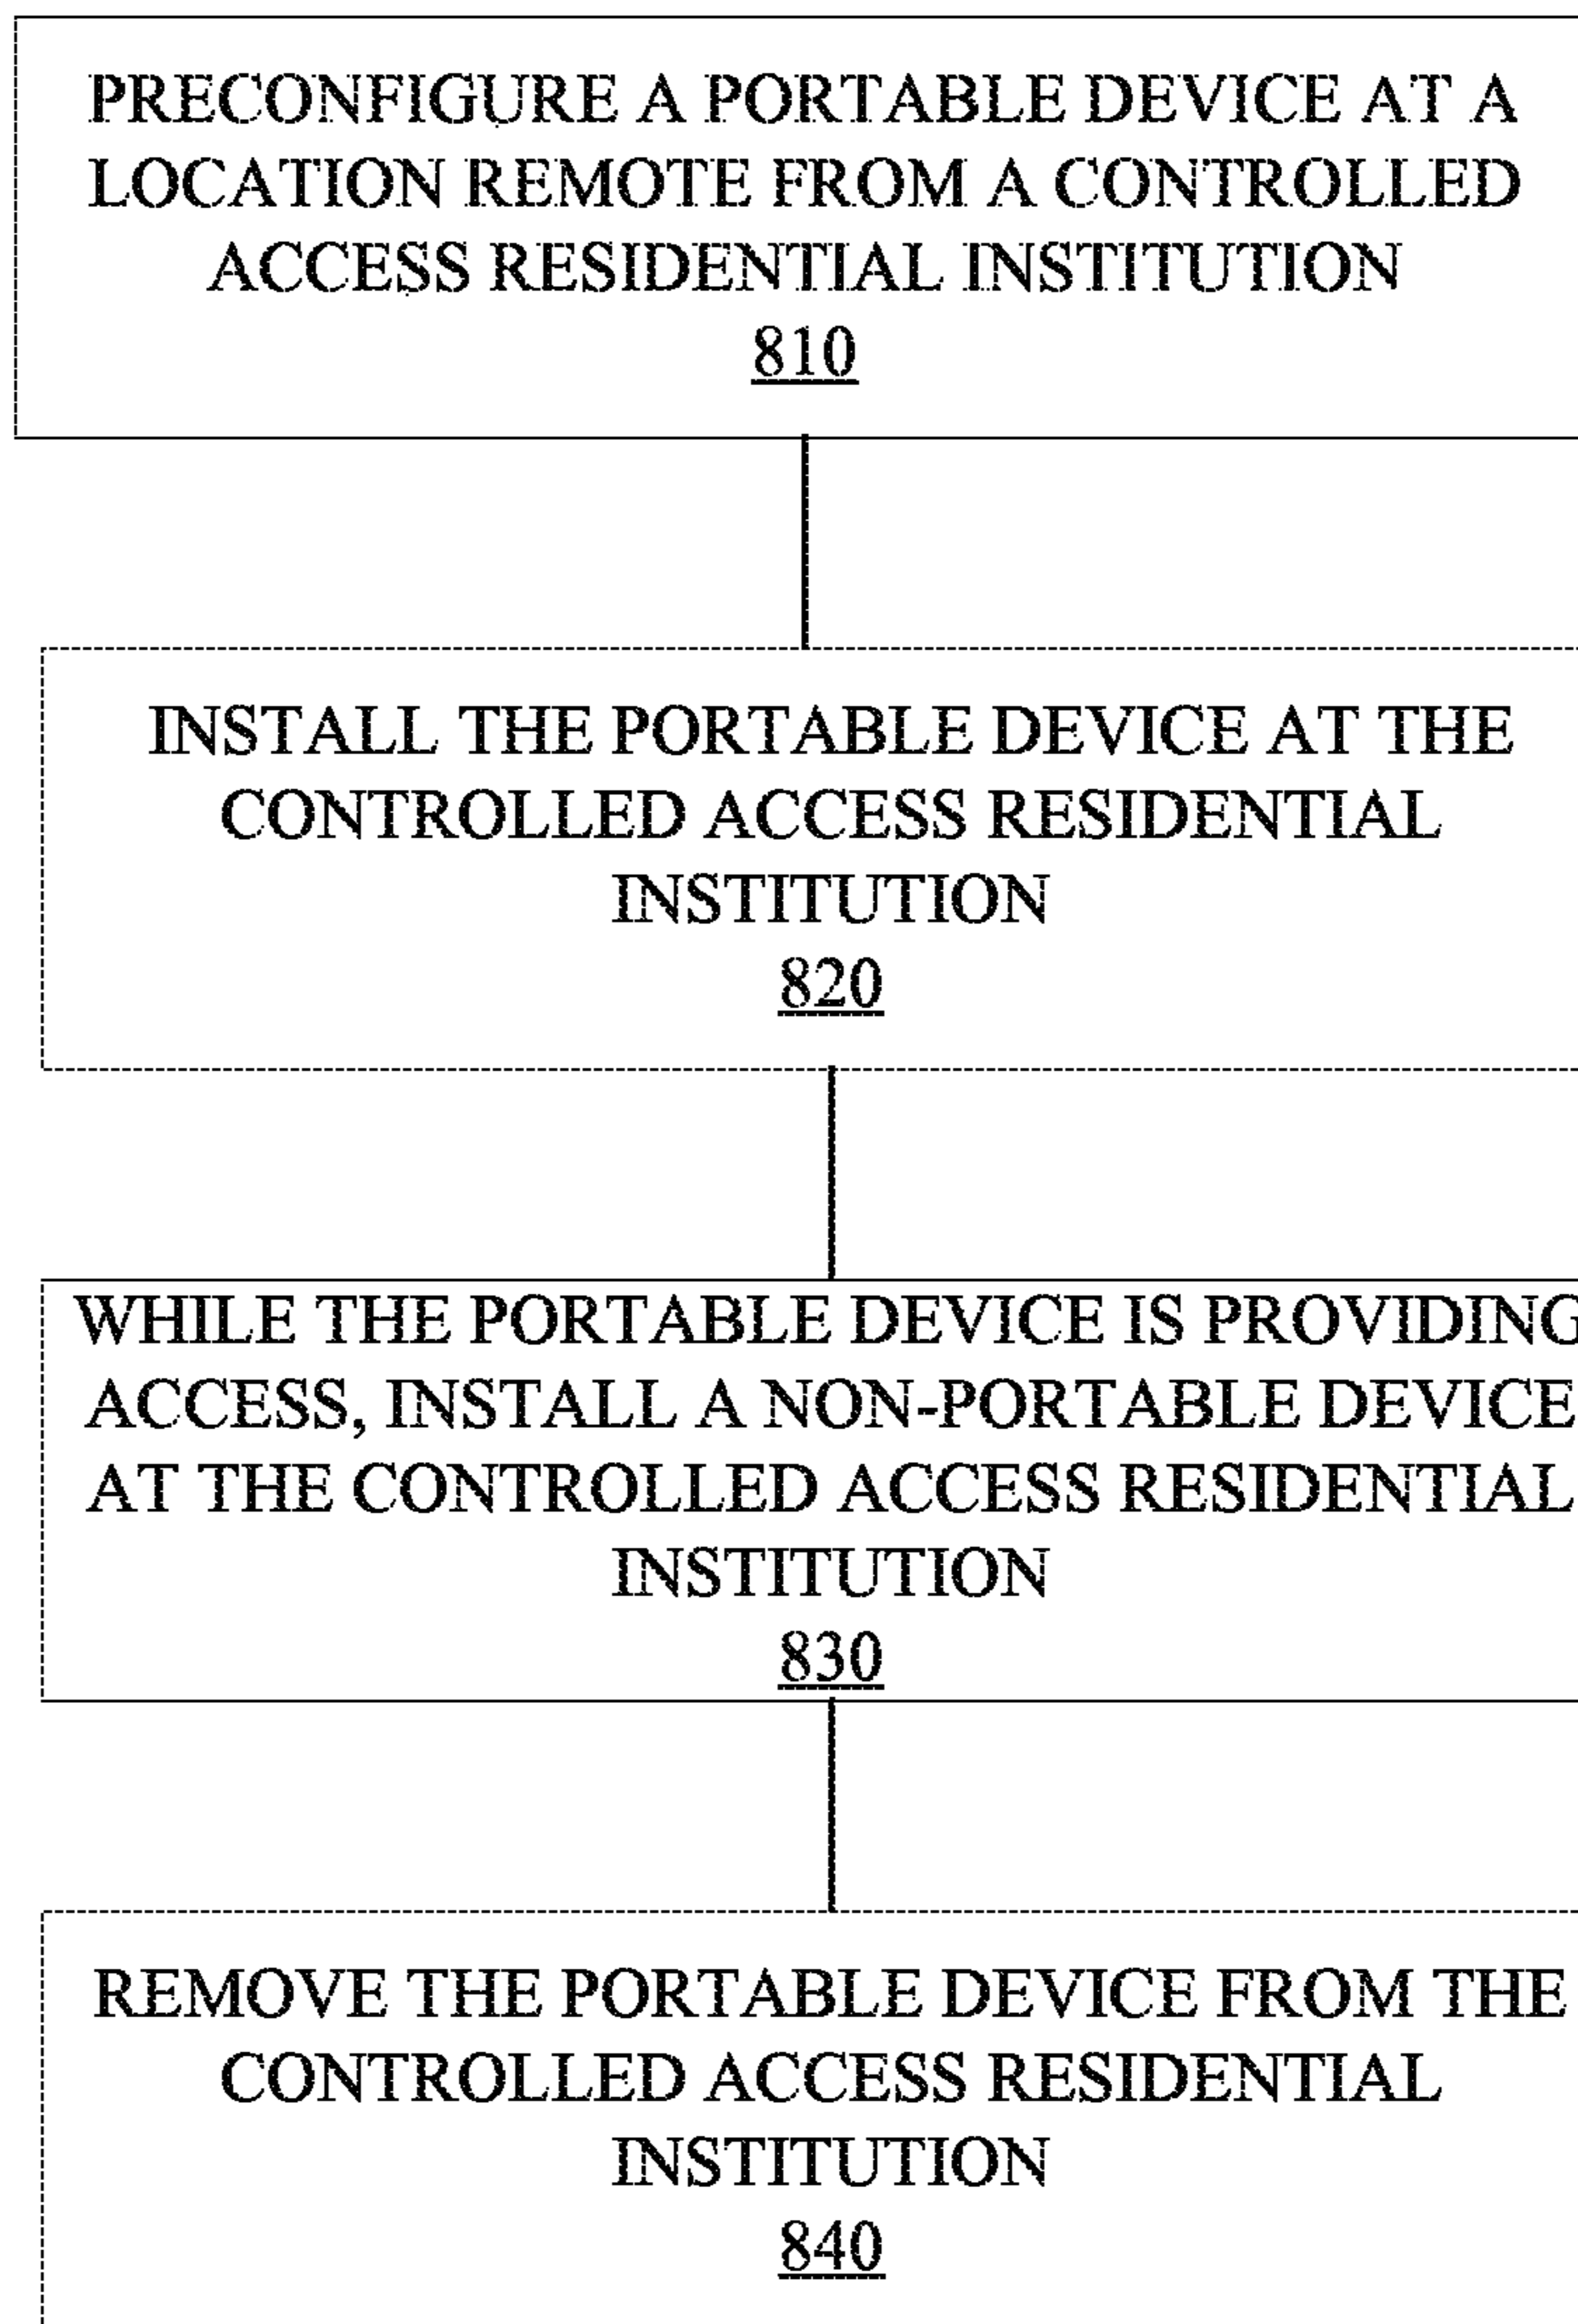 PRECONFIGURE A PORTABLE DEVICE AT A
LOCATION REMOTE FROM A CONTROLLED
ACCESS RESIDENTIAL INSTITUTION
810
INSTALL THE PORTABLE DEVICE AT THE
CONTROLLED ACCESS RESIDENTIAL
INSTITUTION
820
WHILE THE PORTABLE DEVICE IS PROVIDING
ACCESS, INSTALL A NON-PORTABLE DEVICE
AT THE CONTROLLED ACCESS RESIDENTIAL
INSTITUTION
830
REMOVE THE PORTABLE DEVICE FROM THE
CONTROLLED ACCESS RESIDENTIAL
INSTITUTION
840